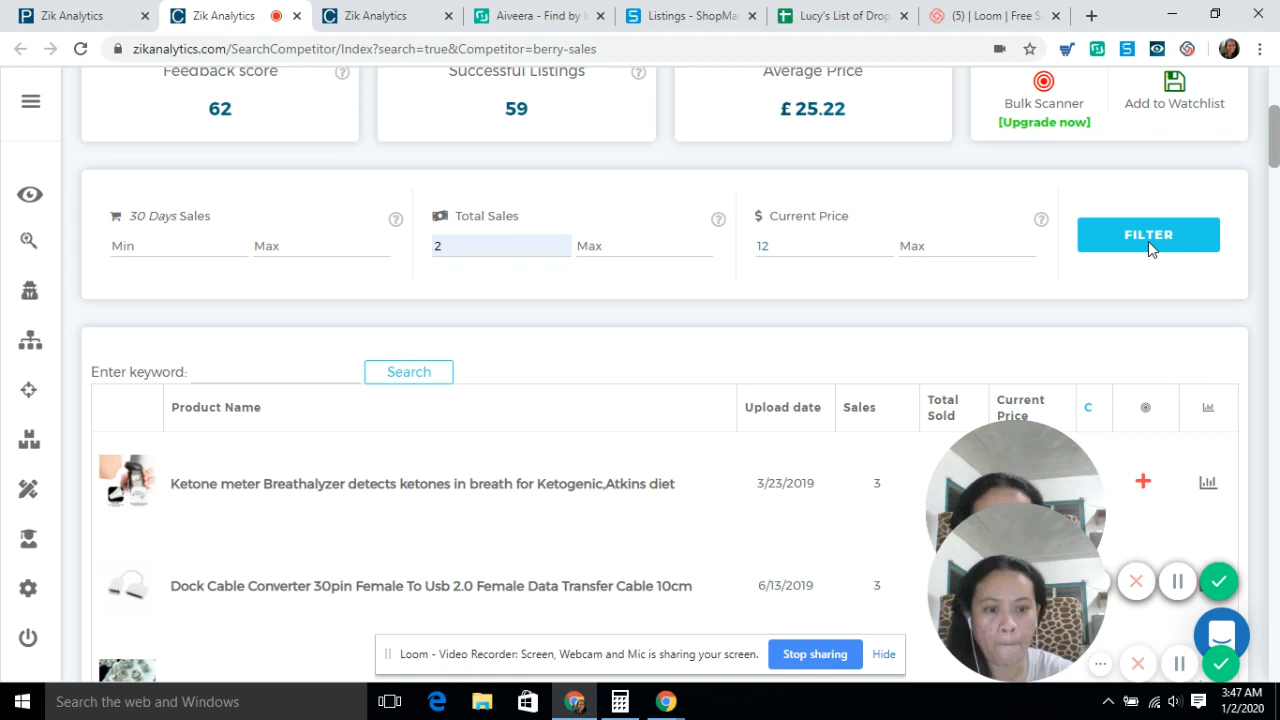 Zik Analytics
Zik Analytics
Zik Analytics
Aiveera - Find by I
Listings - ShopMa
Lucy's List of D
(5) | Loom | Free S
zikanalytics.com/SearchCompetitor/Index?search=true&Competitor=berry-sales
Feedback score
62
Successful Listings
59
Average Price
£ 25.22
Bulk Scanner
[Upgrade now]
Add to Watchlist
30 Days Sales
Min
Max
Total Sales
2
Max
$ Current Price
12
Max
FILTER
Enter keyword:
Search
Product Name
Upload date
Sales
Total Sold
Current Price
C
Ketone meter Breathalyzer detects ketones in breath for Ketogenic,Atkins diet
3/23/2019
3
Dock Cable Converter 30pin Female To Usb 2.0 Female Data Transfer Cable 10cm
6/13/2019
3
Loom - Video Recorder: Screen, Webcam and Mic is sharing your screen.
Stop sharing
Hide
Search the web and Windows
3:47 AM
1/2/2020